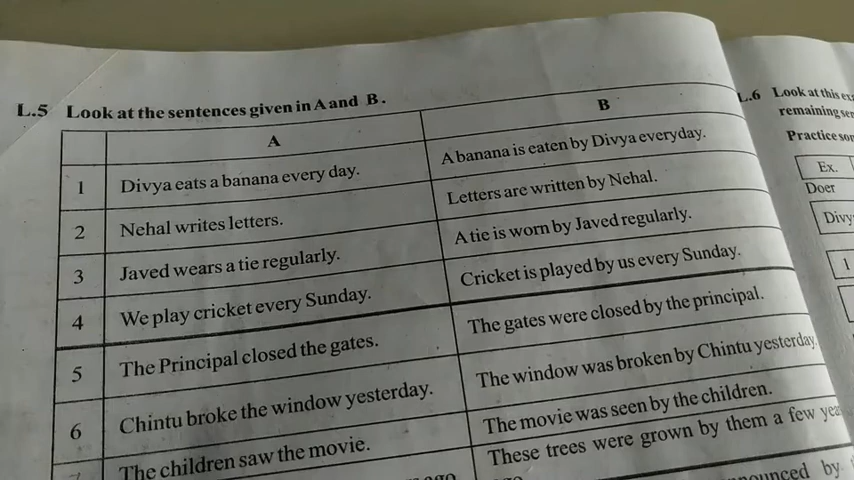 L.5 Look at the sentences given in A and B.
A B
1 Divya eats a banana every day. A banana is eaten by Divya everyday.
2 Nehal writes letters. Letters are written by Nehal.
3 Javed wears a tie regularly. A tie is worn by Javed regularly.
4 We play cricket every Sunday. Cricket is played by us every Sunday.
5 The Principal closed the gates. The gates were closed by the principal.
6 Chintu broke the window yesterday. The window was broken by Chintu yesterday.
The children saw the movie. The movie was seen by the children.
These trees were grown by them a few
by
L.6 Look at this
remaining
Practice
Ex.
Doer
Divy
1